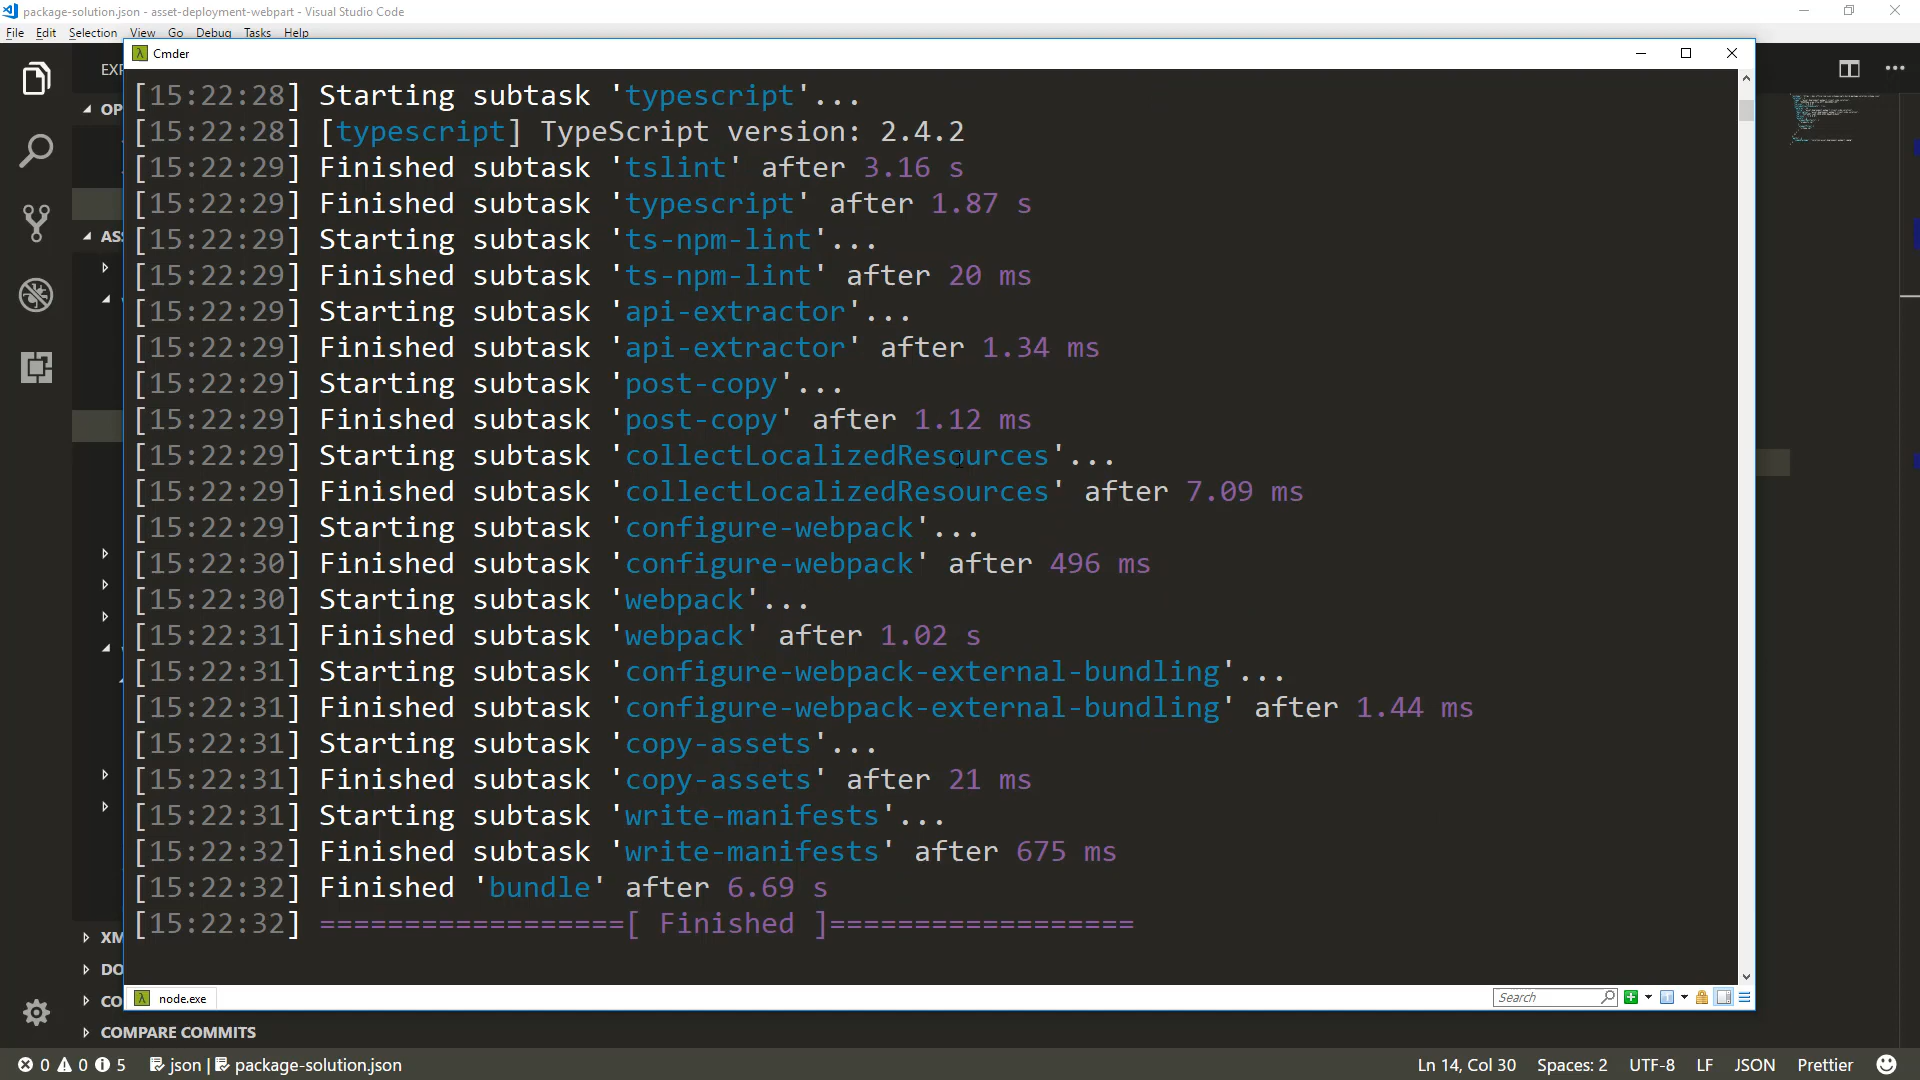 package-solution.json - asset-deployment-webpart - Visual Studio Code
File Edit Selection View Go Debug Tasks Help
Cmder
EXP
OP
ASS
[15:22:28] Starting subtask 'typescript'...
[15:22:28] [typescript] TypeScript version: 2.4.2
[15:22:29] Finished subtask 'tslint' after 3.16 s
[15:22:29] Finished subtask 'typescript' after 1.87 s
[15:22:29] Starting subtask 'ts-npm-lint'...
[15:22:29] Finished subtask 'ts-npm-lint' after 20 ms
[15:22:29] Starting subtask 'api-extractor'...
[15:22:29] Finished subtask 'api-extractor' after 1.34 ms
[15:22:29] Starting subtask 'post-copy'...
[15:22:29] Finished subtask 'post-copy' after 1.12 ms
[15:22:29] Starting subtask 'collectLocalizedResources'...
[15:22:29] Finished subtask 'collectLocalizedResources' after 7.09 ms
[15:22:29] Starting subtask 'configure-webpack'...
[15:22:30] Finished subtask 'configure-webpack' after 496 ms
[15:22:30] Starting subtask 'webpack'...
[15:22:31] Finished subtask 'webpack' after 1.02 s
[15:22:31] Starting subtask 'configure-webpack-external-bundling'...
[15:22:31] Finished subtask 'configure-webpack-external-bundling' after 1.44 ms
[15:22:31] Starting subtask 'copy-assets'...
[15:22:31] Finished subtask 'copy-assets' after 21 ms
[15:22:31] Starting subtask 'write-manifests'...
[15:22:32] Finished subtask 'write-manifests' after 675 ms
[15:22:32] Finished 'bundle' after 6.69 s
[15:22:32] ==================[ Finished ]==================
XM
DO
CO
COMPARE COMMITS
node.exe
Search
0 0 5 json | package-solution.json
Ln 14, Col 30 Spaces: 2 UTF-8 LF JSON Prettier